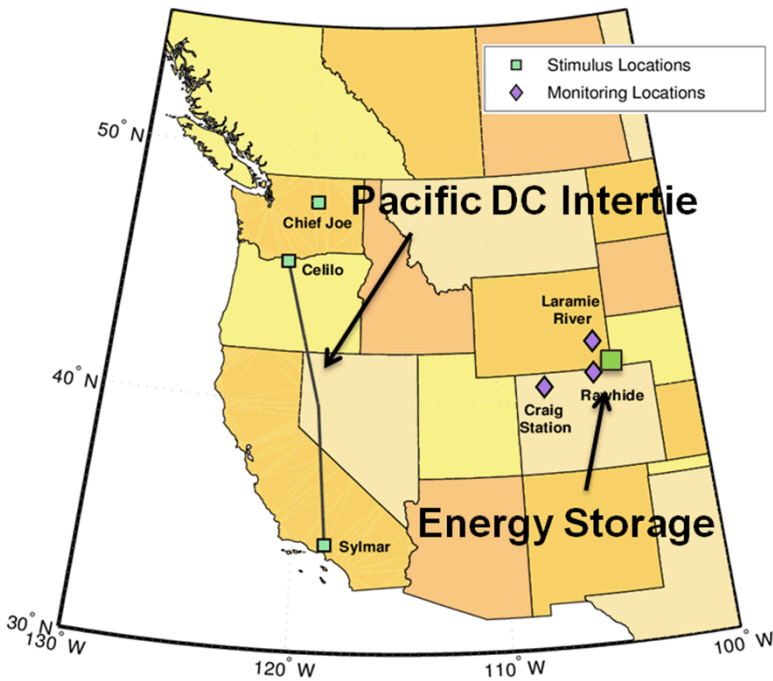 Stimulus Locations
Monitoring Locations
50° N
Pacific DC Intertie
Chief Joe
Celilo
Laramie
River
40° N
Rawhide
Craig
Station
Energy Storage
Sylmar
30° N
130° W
120° W
110° W
100° W